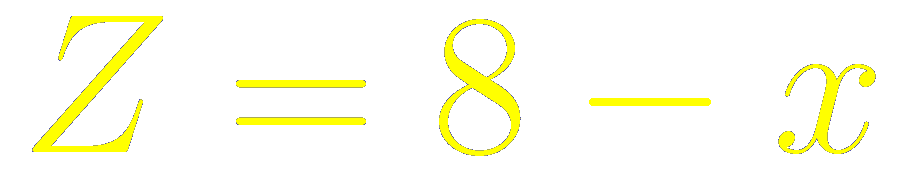 Z = 8 − x